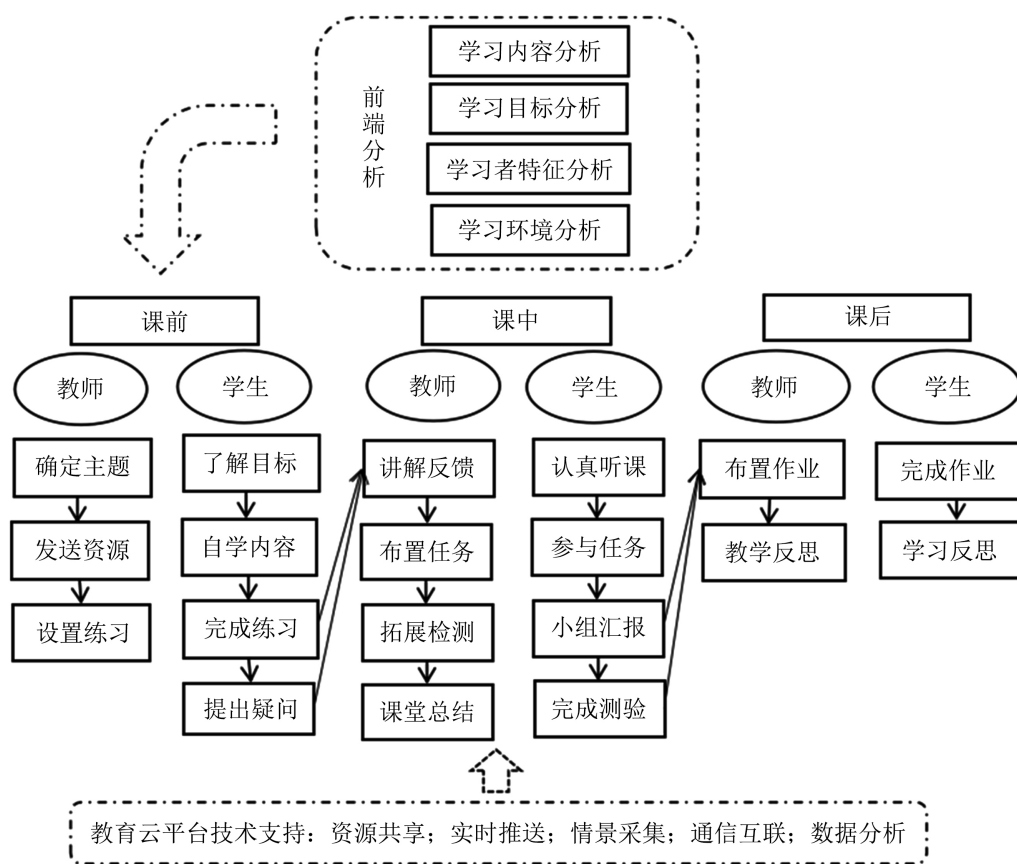 学习内容分析
前端分析
学习目标分析
学习者特征分析
学习环境分析
课前
课中
课后
教师
学生
教师
学生
教师
学生
确定主题
了解目标
讲解反馈
认真听课
布置作业
完成作业
发送资源
自学内容
布置任务
参与任务
教学反思
学习反思
设置练习
完成练习
拓展检测
小组汇报
提出疑问
课堂总结
完成测验
教育云平台技术支持：资源共享；实时推送；情景采集；通信互联；数据分析